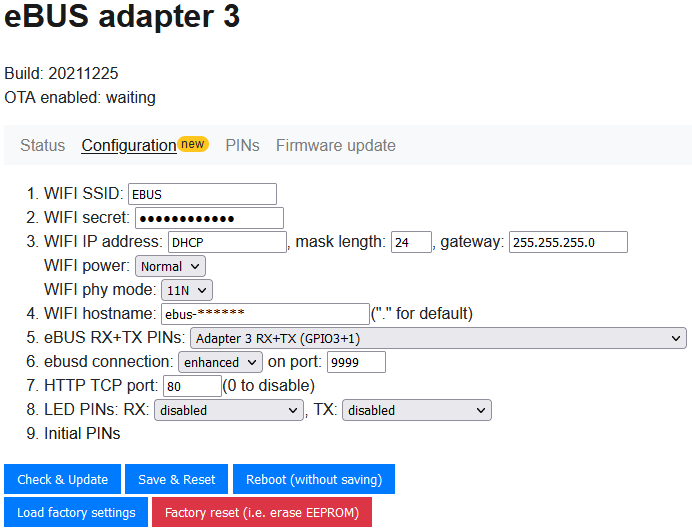 eBUS adapter 3
Build: 20211225
OTA enabled: waiting
Status Configuration new PINs Firmware update
1. WIFI SSID: EBUS
2. WIFI secret: ●●●●●●●●●●●●
3. WIFI IP address: DHCP, mask length: 24, gateway: 255.255.255.0
WIFI power: Normal
WIFI phy mode: 11N
4. WIFI hostname: ebus-****** ("." for default)
5. eBUS RX+TX PINs: Adapter 3 RX+TX (GPIO3+1)
6. ebusd connection: enhanced on port: 9999
7. HTTP TCP port: 80 (0 to disable)
8. LED PINs: RX: disabled, TX: disabled
9. Initial PINs
Check & Update Save & Reset Reboot (without saving)
Load factory settings Factory reset (i.e. erase EEPROM)